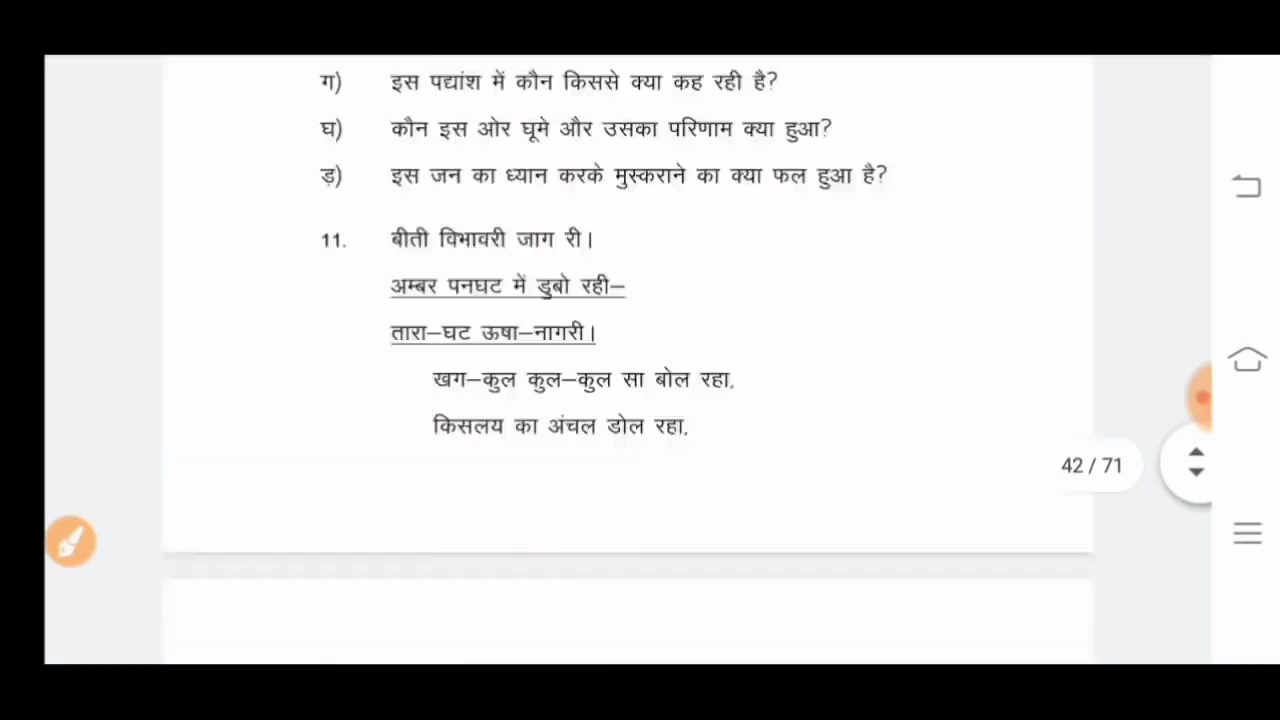 ग) इस पद्यांश में कौन किससे क्या कह रही है?
घ) कौन इस ओर घूमे और उसका परिणाम क्या हुआ?
ड़) इस जन का ध्यान करके मुस्कराने का क्या फल हुआ है?
11. बीती विभावरी जाग री।
अम्बर पनघट में डुबो रही–
तारा–घट ऊषा–नागरी।
खग–कुल कुल–कुल सा बोल रहा,
किसलय का अंचल डोल रहा,
42 / 71